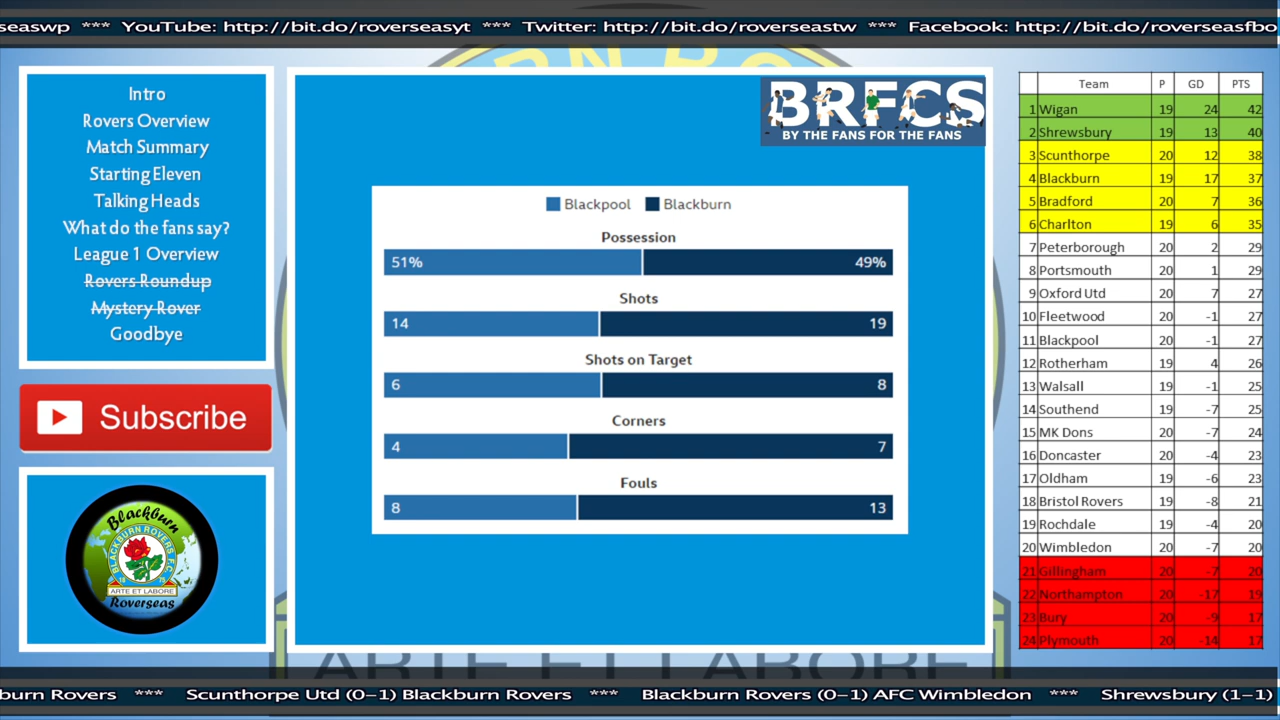 seaswp *** YouTube: http://bit.do/roverseasyt *** Twitter: http://bit.do/roverseastw *** Facebook: http://bit.do/roverseasfbo
Intro
Rovers Overview
Match Summary
Starting Eleven
Talking Heads
What do the fans say?
League 1 Overview
Rovers Roundup
Mystery Rover
Goodbye
Subscribe
Blackburn
BLACKBURN ROVERS F.C.
1875
ARTE ET LABORE
Roverseas
BRFCS
BY THE FANS FOR THE FANS
Blackpool Blackburn
Possession
51% 49%
Shots
14 19
Shots on Target
6 8
Corners
4 7
Fouls
8 13
Team P GD PTS
1 Wigan 19 24 42
2 Shrewsbury 19 13 40
3 Scunthorpe 20 12 38
4 Blackburn 19 17 37
5 Bradford 20 7 36
6 Charlton 19 6 35
7 Peterborough 20 2 29
8 Portsmouth 20 1 29
9 Oxford Utd 20 7 27
10 Fleetwood 20 -1 27
11 Blackpool 20 -1 27
12 Rotherham 19 4 26
13 Walsall 19 -1 25
14 Southend 19 -7 25
15 MK Dons 20 -7 24
16 Doncaster 20 -4 23
17 Oldham 19 -6 23
18 Bristol Rovers 19 -8 21
19 Rochdale 19 -4 20
20 Wimbledon 20 -7 20
21 Gillingham 20 -7 20
22 Northampton 20 -17 19
23 Bury 20 -9 17
24 Plymouth 20 -14 17
ARTE ET LABORE
burn Rovers *** Scunthorpe Utd (0-1) Blackburn Rovers *** Blackburn Rovers (0-1) AFC Wimbledon *** Shrewsbury (1-1)